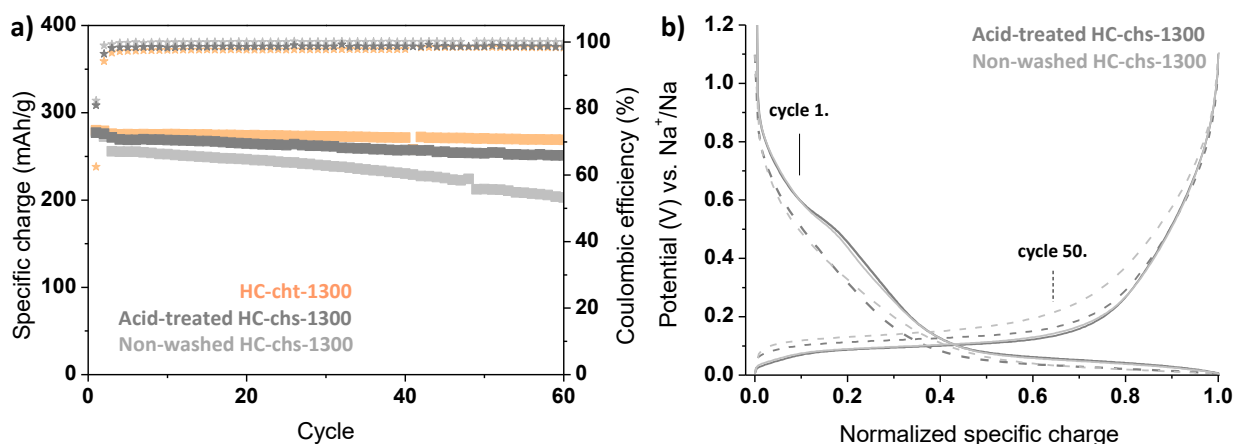 a)
400
300
200
100
0
Specific charge (mAh/g)
HC-cht-1300
Acid-treated HC-chs-1300
Non-washed HC-chs-1300
0 20 40 60
Cycle
100
80
60
40
20
0
Coulombic efficiency (%)
b)
1.2
1.0
0.8
0.6
0.4
0.2
0.0
Potential (V) vs. Na⁺/Na
Acid-treated HC-chs-1300
Non-washed HC-chs-1300
cycle 1.
cycle 50.
0.0 0.2 0.4 0.6 0.8 1.0
Normalized specific charge